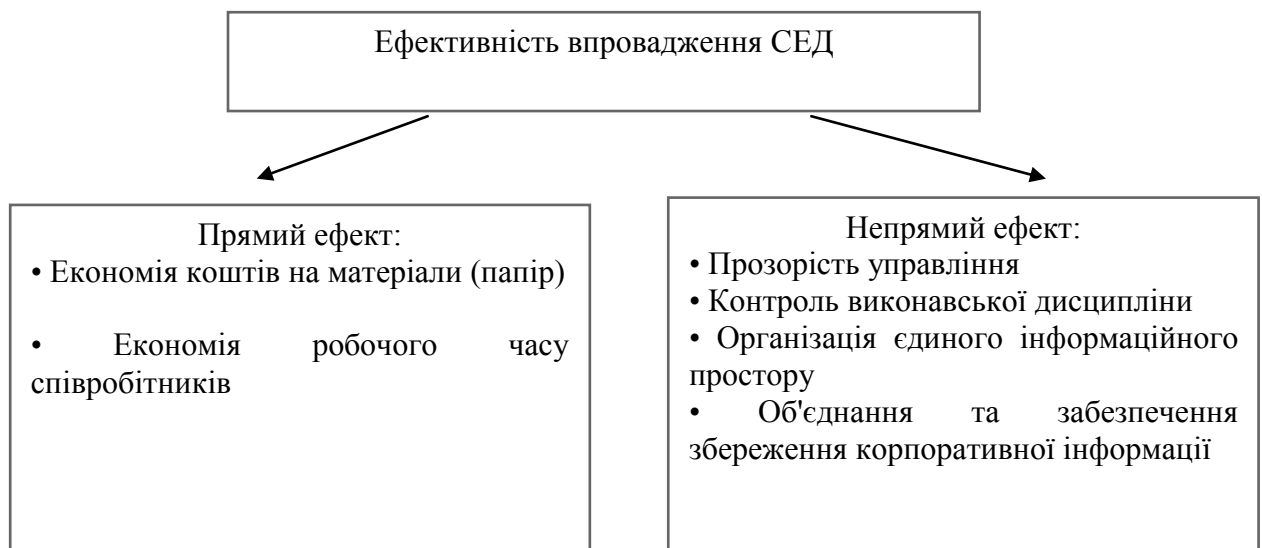 Ефективність впровадження СЕД
Прямий ефект:
• Економія коштів на матеріали (папір)
• Економія робочого часу
співробітників
Непрямий ефект:
• Прозорість управління
• Контроль виконавської дисципліни
• Організація єдиного інформаційного
простору
• Об'єднання та забезпечення
збереження корпоративної інформації